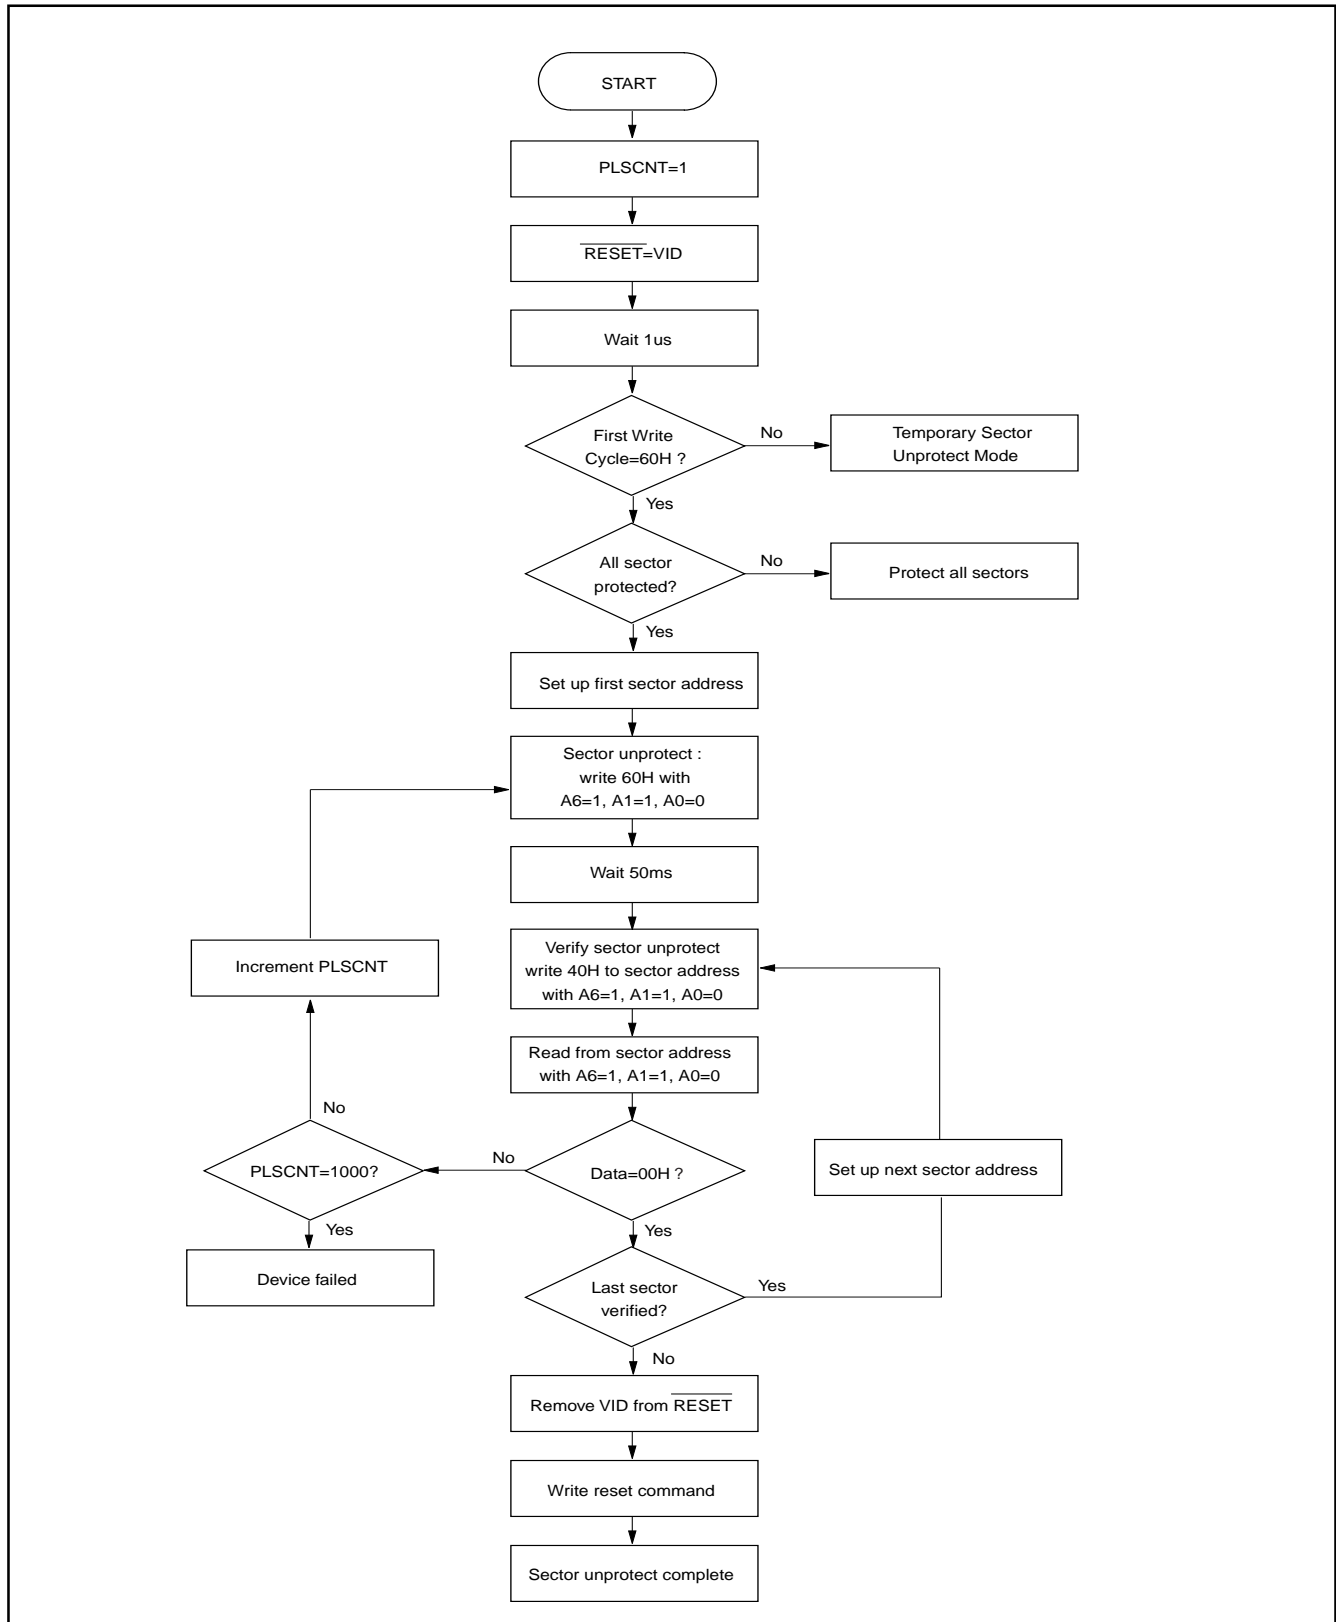 START
PLSCNT=1
RESET=VID
Wait 1us
First Write
Cycle=60H ?
No
Temporary Sector
Unprotect Mode
Yes
All sector
protected?
No
Protect all sectors
Yes
Set up first sector address
Sector unprotect :
write 60H with
A6=1, A1=1, A0=0
Wait 50ms
Increment PLSCNT
Verify sector unprotect
write 40H to sector address
with A6=1, A1=1, A0=0
Read from sector address
with A6=1, A1=1, A0=0
No
PLSCNT=1000?
No
Data=00H ?
Set up next sector address
Yes
Yes
Device failed
Last sector
verified?
Yes
No
Remove VID from RESET
Write reset command
Sector unprotect complete